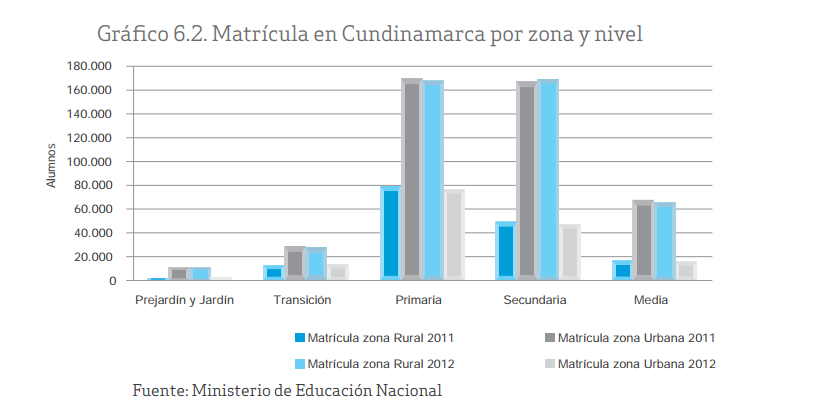 Gráfico 6.2. Matrícula en Cundinamarca por zona y nivel
180.000
160.000
140.000
120.000
100.000
80.000
60.000
40.000
20.000
0
Alumnos
Prejardín y Jardín Transición Primaria Secundaria Media
Matrícula zona Rural 2011 Matrícula zona Urbana 2011
Matrícula zona Rural 2012 Matrícula zona Urbana 2012
Fuente: Ministerio de Educación Nacional